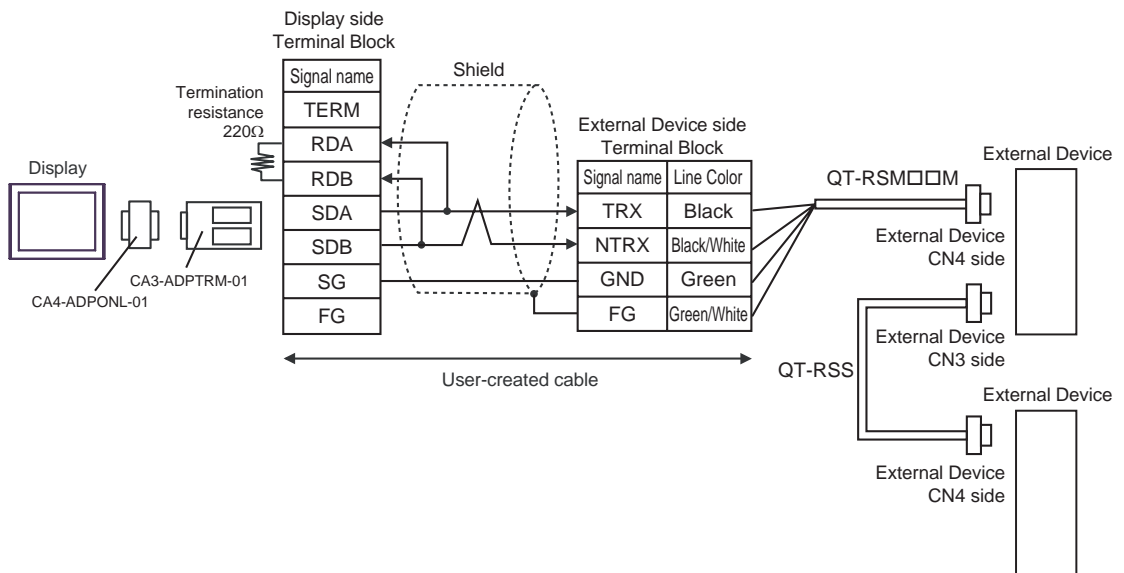 Display side
Terminal Block
Signal name
TERM
RDA
RDB
SDA
SDB
SG
FG
Termination
resistance
220Ω
Shield
Display
CA4-ADPONL-01
CA3-ADPTRM-01
External Device side
Terminal Block
Signal name Line Color
TRX Black
NTRX Black/White
GND Green
FG Green/White
User-created cable
QT-RSM□□M
External Device
External Device
CN4 side
External Device
CN3 side
QT-RSS
External Device
External Device
CN4 side